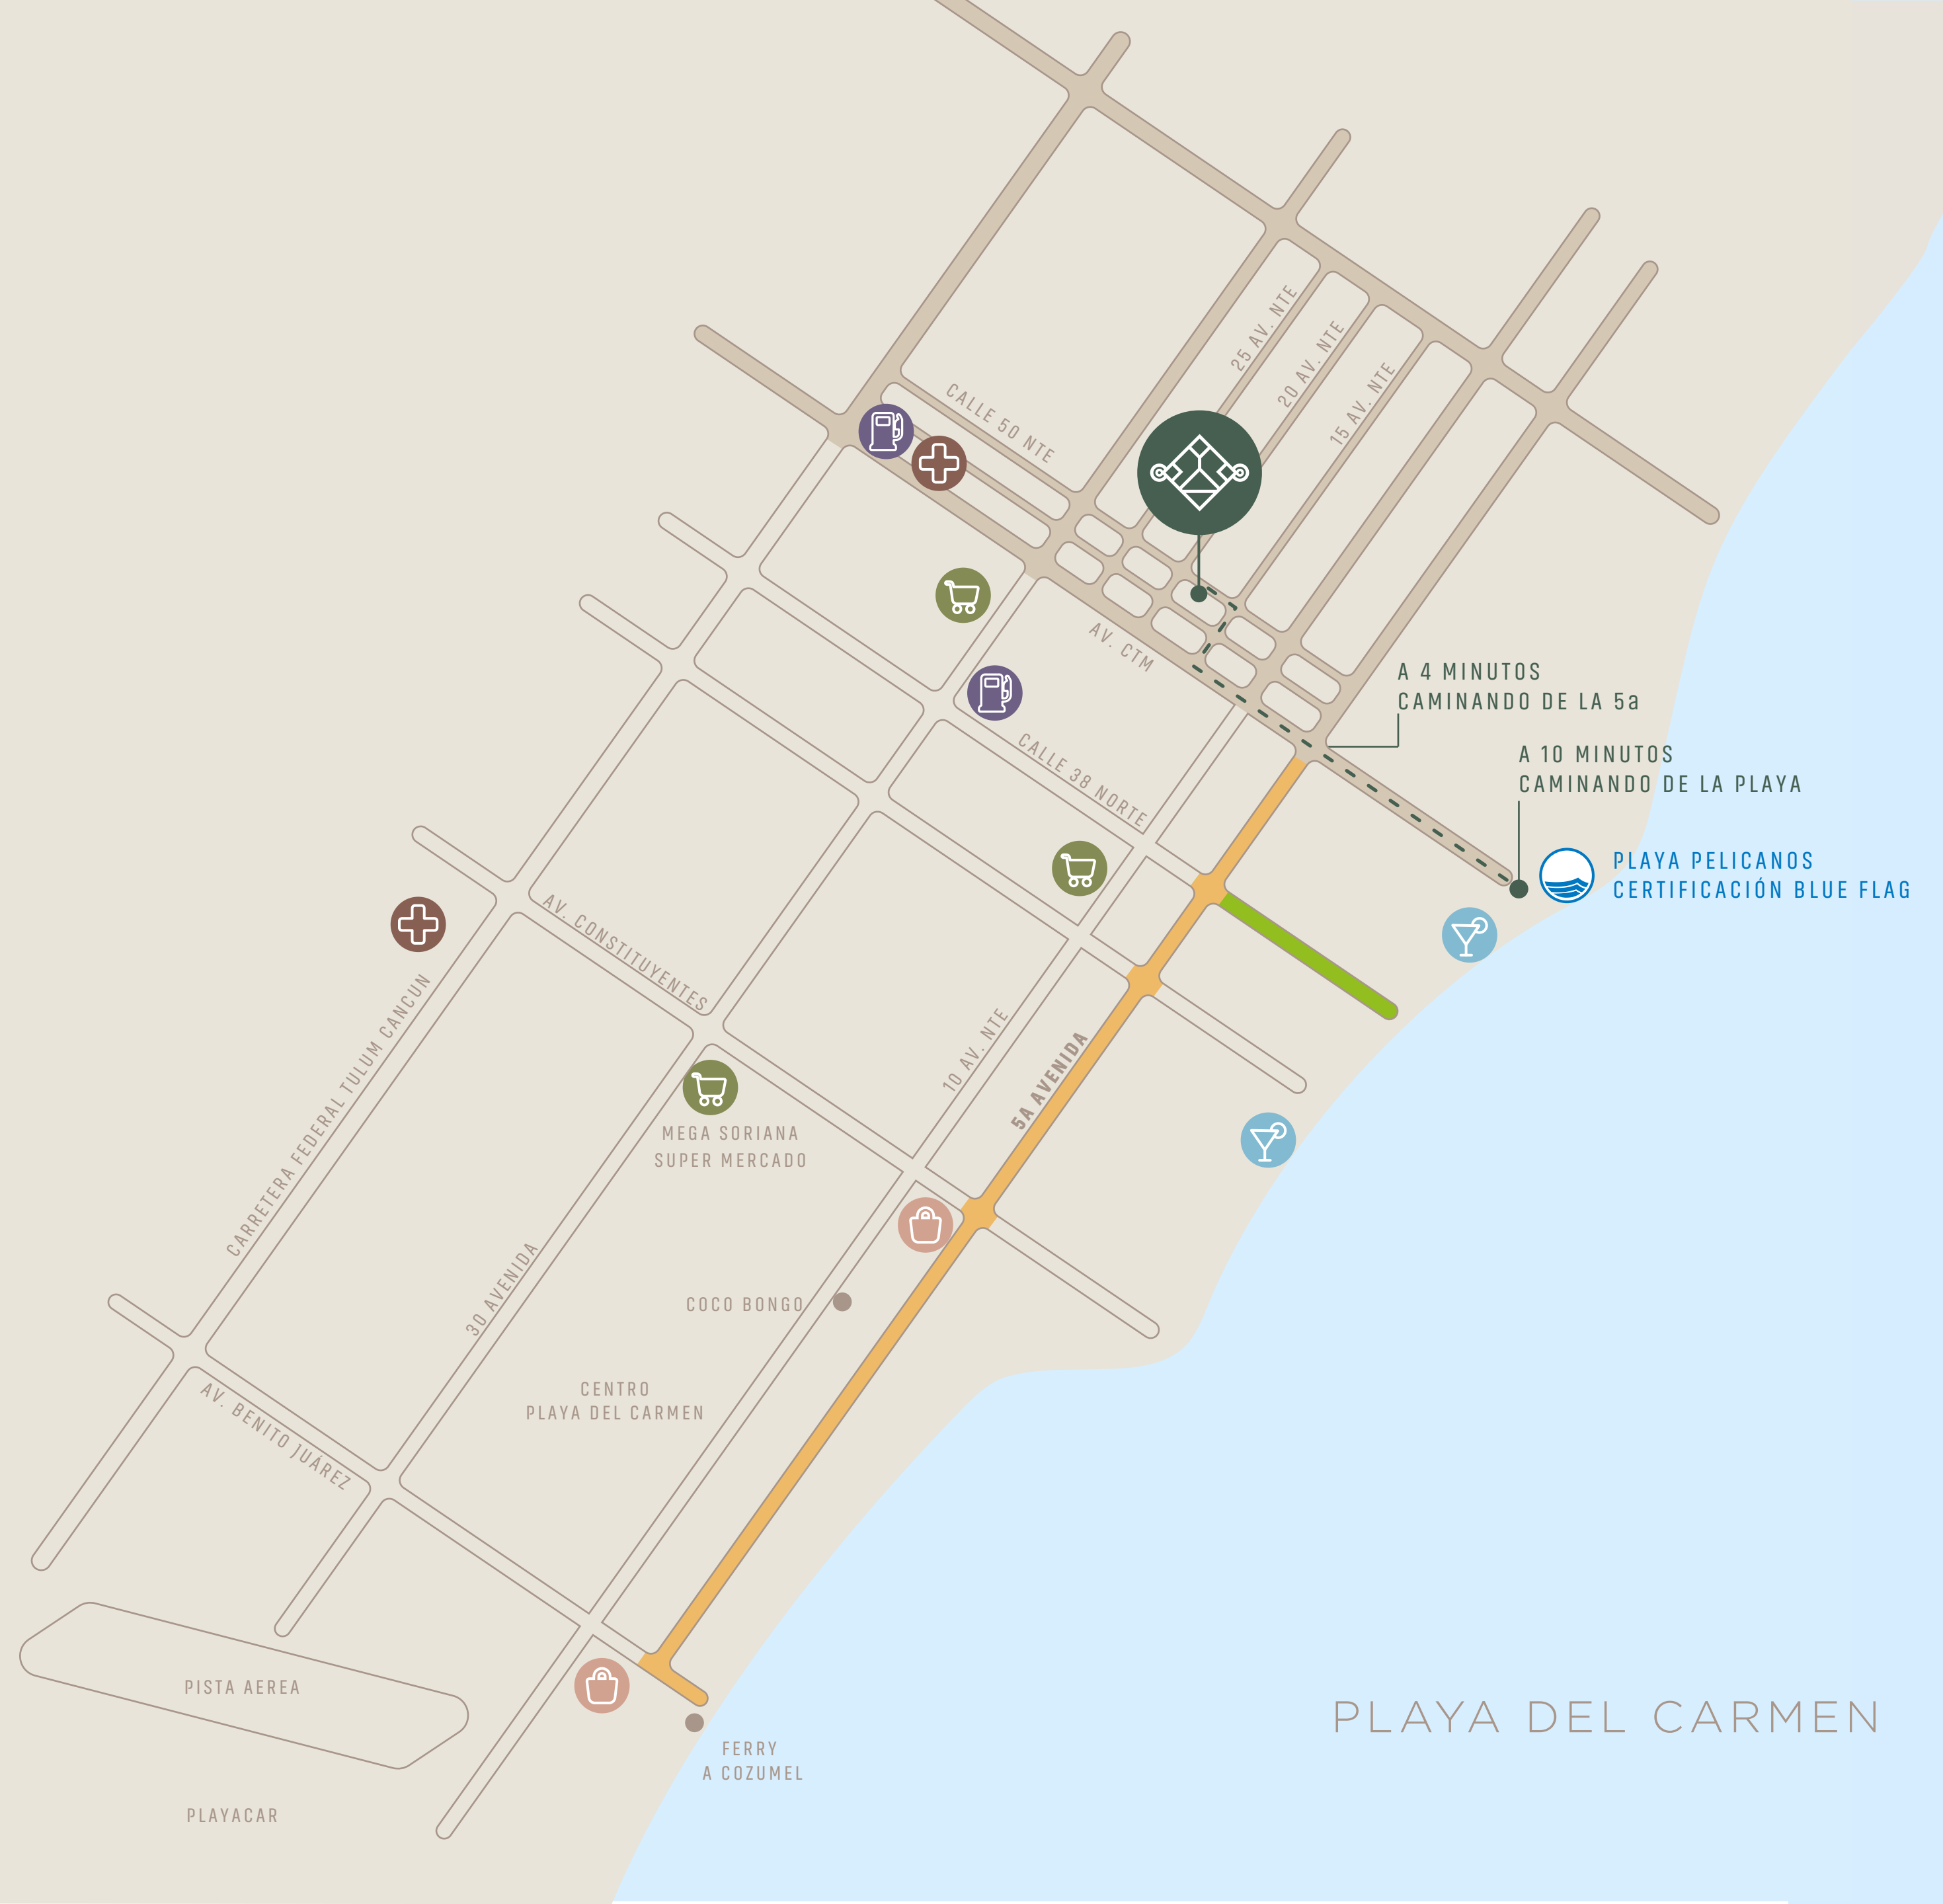 25 AV. NTE
20 AV. NTE
15 AV. NTE
CALLE 50 NTE
AV. CTM
A 4 MINUTOS
CAMINANDO DE LA 5a
A 10 MINUTOS
CAMINANDO DE LA PLAYA
CALLE 38 NORTE
PLAYA PELICANOS
CERTIFICACIÓN BLUE FLAG
AV. CONSTITUYENTES
CARRETERA FEDERAL TULUM CANCUN
10 AV. NTE
5A AVENIDA
MEGA SORIANA
SUPER MERCADO
30 AVENIDA
COCO BONGO
CENTRO
PLAYA DEL CARMEN
AV. BENITO JUÁREZ
PISTA AEREA
PLAYA DEL CARMEN
FERRY
A COZUMEL
PLAYACAR